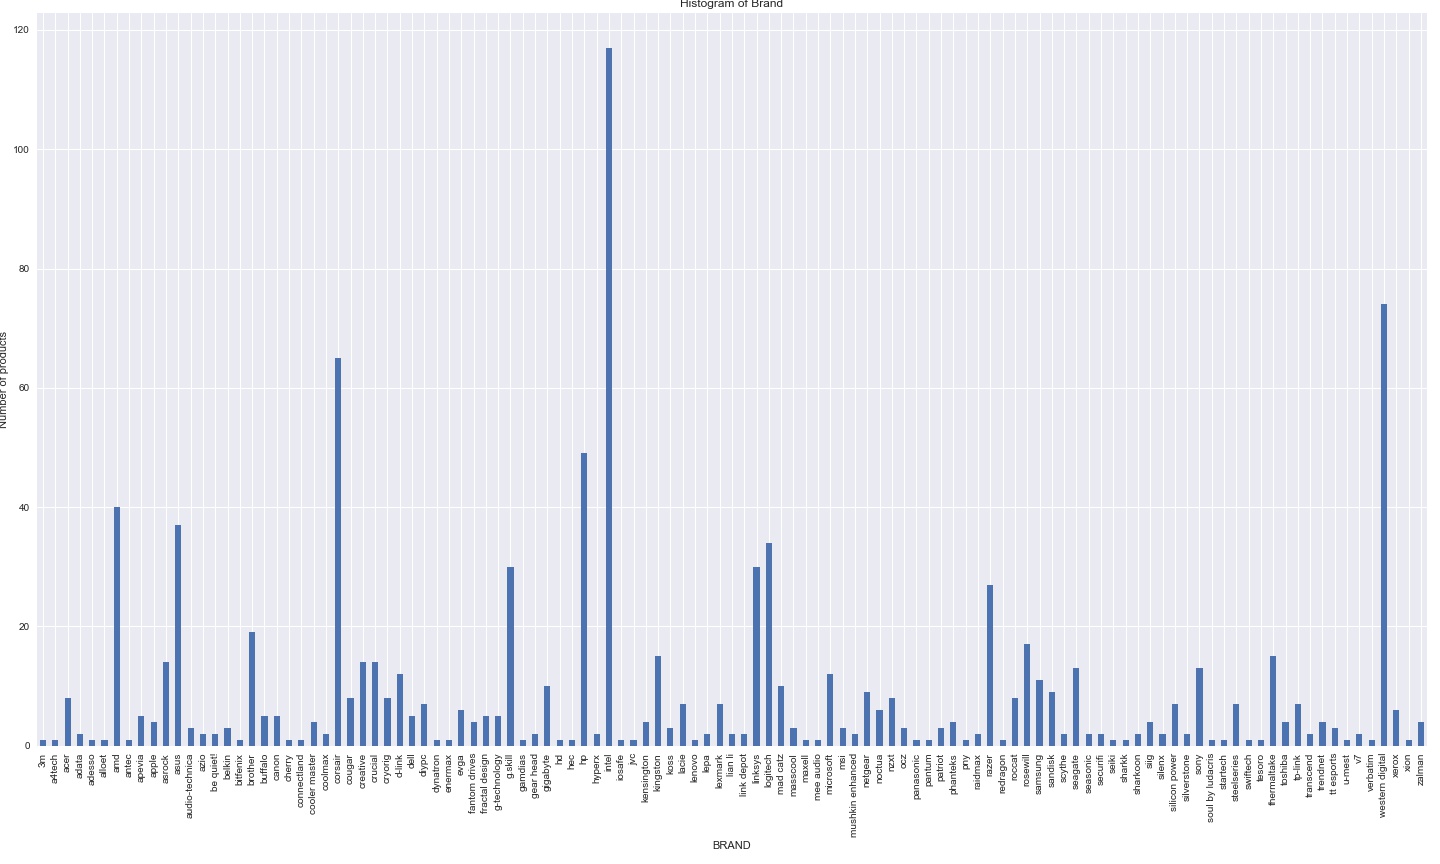 Histogram of Brand
120
100
80
60
40
20
0
Number of products
3m
a4tech
acer
adata
adesso
alloet
amd
antec
apevia
apple
asrock
asus
audio-technica
azio
be quiet!
belkin
bitfenix
brother
buffalo
canon
cherry
connectland
cooler master
coolmax
corsair
cougar
creative
crucial
cryorig
d-link
dell
diypc
dynatron
enermax
evga
fantom drives
fractal design
g-technology
g.skill
gamdias
gear head
gigabyte
hd
hec
hp
hyperx
intel
iosafe
jvc
kensington
kingston
koss
lacie
lenovo
lepa
lexmark
lian li
link depot
linksys
logitech
mad catz
masscool
maxell
mee audio
microsoft
msi
mushkin enhanced
netgear
noctua
nzxt
ocz
panasonic
pantum
patriot
phanteks
pny
raidmax
razer
redragon
roccat
rosewill
samsung
sandisk
scythe
seagate
seasonic
securifi
seiki
sharkk
sharkoon
siig
silenx
silicon power
silverstone
sony
soul by ludacris
startech
steelseries
swiftech
tesoro
thermaltake
toshiba
tp-link
transcend
trendnet
tt esports
u-mest
v7
verbatim
western digital
xerox
xion
zalman
BRAND